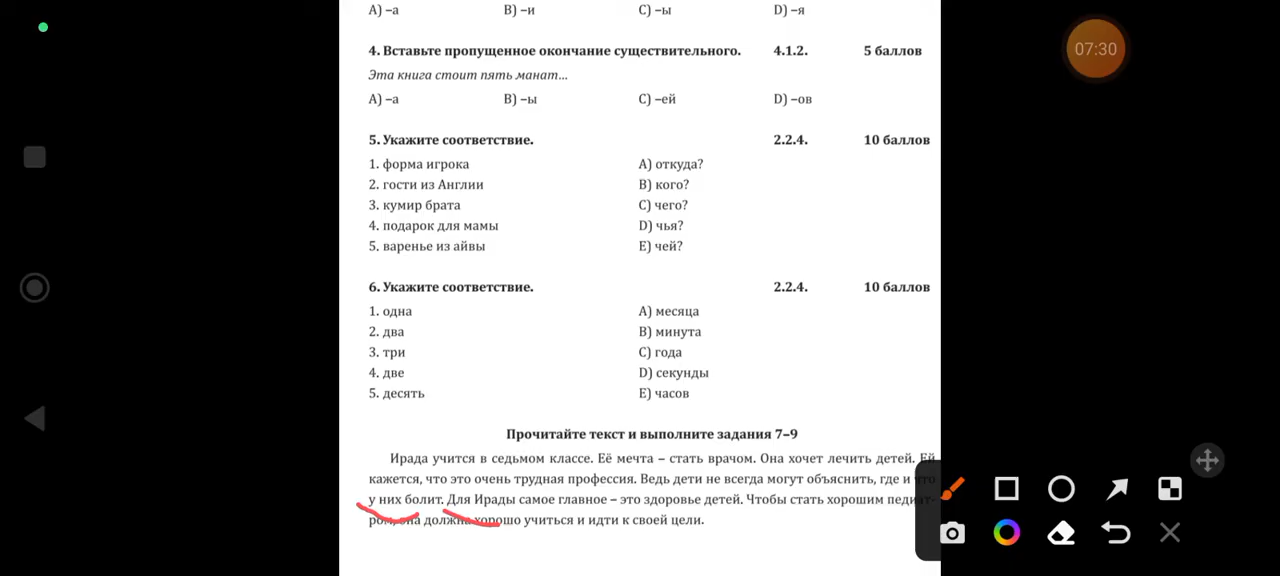 A) –а B) –и C) –ы D) –я
07:30
4. Вставьте пропущенное окончание существительного. 4.1.2. 5 баллов
Эта книга стоит пять манат...
A) –а B) –ы C) –ей D) –ов
5. Укажите соответствие. 2.2.4. 10 баллов
1. форма игрока A) откуда?
2. гости из Англии B) кого?
3. кумир брата C) чего?
4. подарок для мамы D) чья?
5. варенье из айвы E) чей?
6. Укажите соответствие. 2.2.4. 10 баллов
1. одна A) месяца
2. два B) минута
3. три C) года
4. две D) секунды
5. десять E) часов
Прочитайте текст и выполните задания 7–9
Ирада учится в седьмом классе. Её мечта – стать врачом. Она хочет лечить детей. Ей
кажется, что это очень трудная профессия. Ведь дети не всегда могут объяснить, где и что
у них болит. Для Ирады самое главное – это здоровье детей. Чтобы стать хорошим педиат-
ром, она должна хорошо учиться и идти к своей цели.